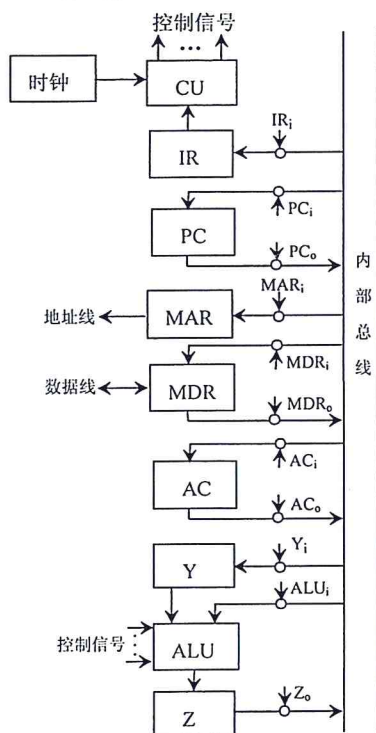 控制信号
...
时钟
CU
IR
IRᵢ
PCᵢ
PC
PCₒ
内部总线
MARᵢ
地址线
MAR
MDRᵢ
数据线
MDR
MDRₒ
ACᵢ
AC
ACₒ
Yᵢ
Y
ALUᵢ
控制信号
ALU
Zₒ
Z